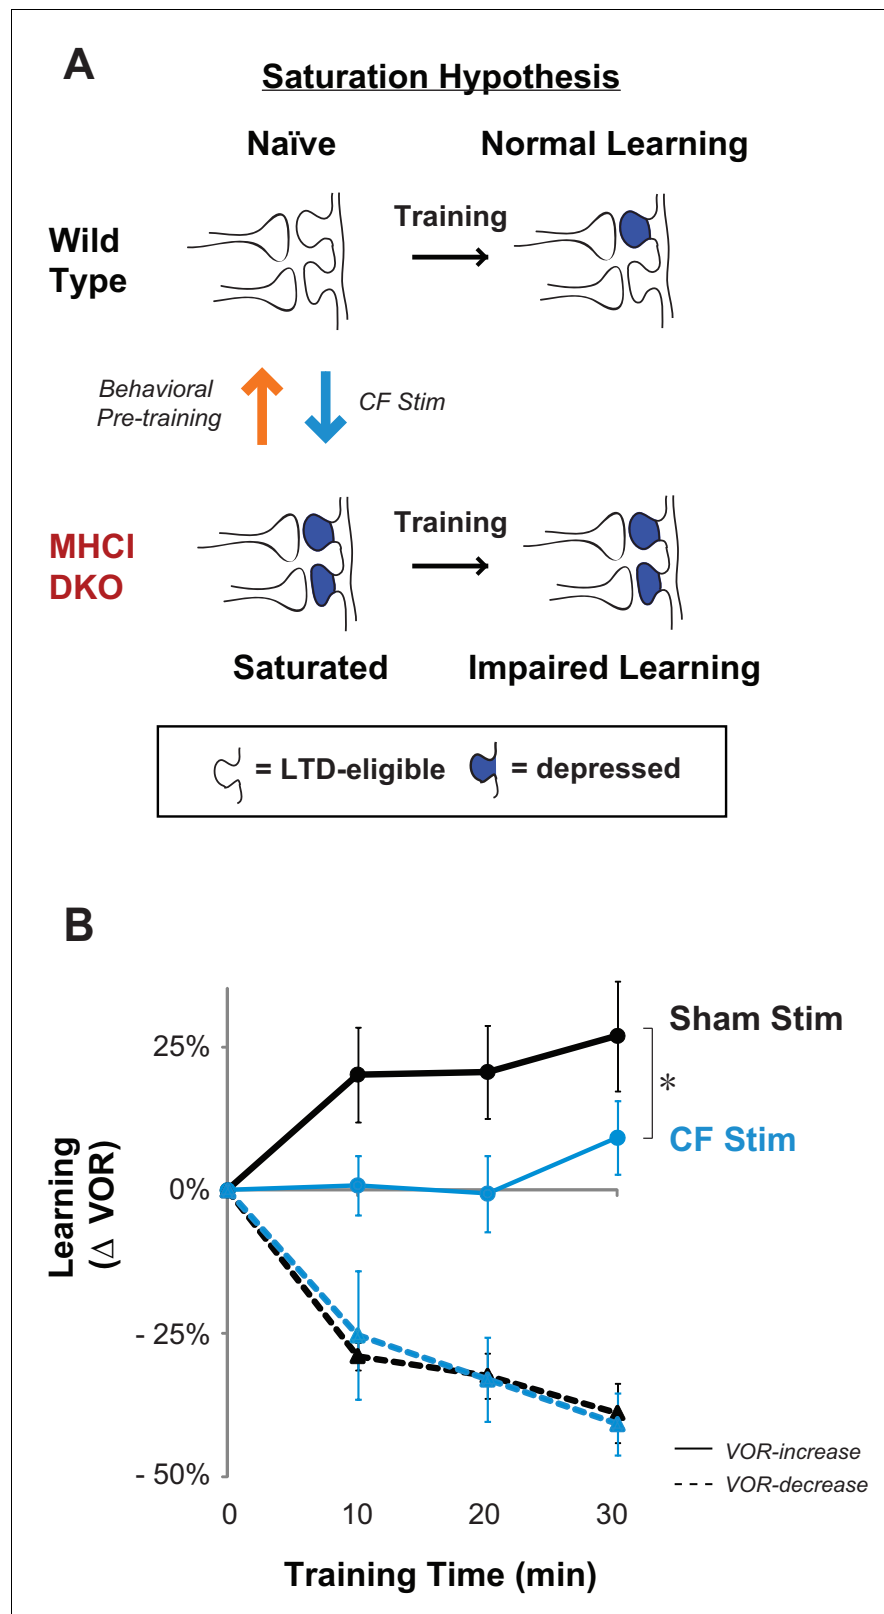 A
Saturation Hypothesis
Naïve
Normal Learning
Wild
Type
Training
Behavioral
Pre-training
CF Stim
MHCI
DKO
Training
Saturated
Impaired Learning
= LTD-eligible
= depressed
B
25%
0%
- 25%
- 50%
Learning
(Δ VOR)
Sham Stim
*
CF Stim
VOR-increase
VOR-decrease
0 10 20 30
Training Time (min)